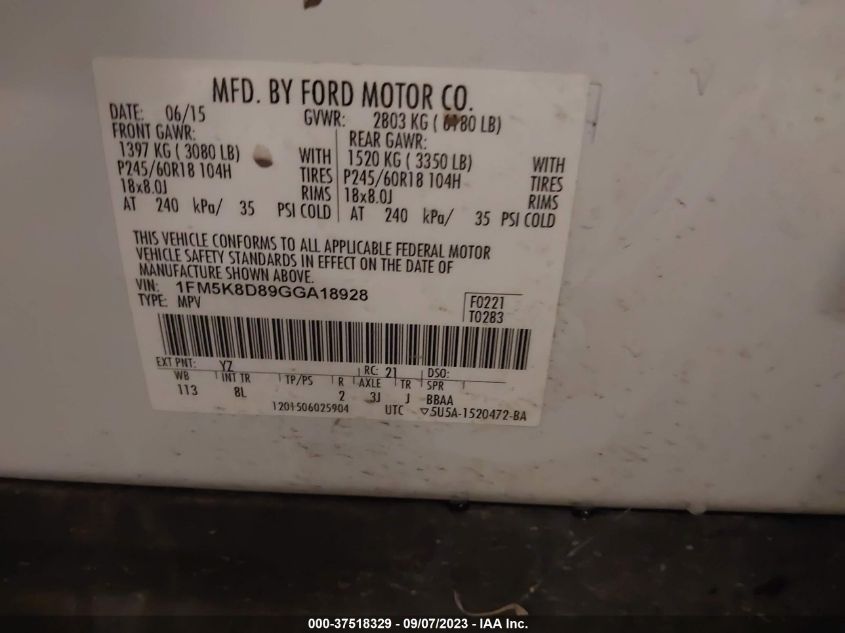 MFD. BY FORD MOTOR CO.
DATE: 06/15 GVWR: 2803 KG ( 6180 LB)
FRONT GAWR: REAR GAWR:
1397 KG ( 3080 LB) WITH 1520 KG ( 3350 LB) WITH
P245/60R18 104H TIRES P245/60R18 104H TIRES
18x8.0J RIMS 18x8.0J RIMS
AT 240 kPa/ 35 PSI COLD AT 240 kPa/ 35 PSI COLD
THIS VEHICLE CONFORMS TO ALL APPLICABLE FEDERAL MOTOR
VEHICLE SAFETY STANDARDS IN EFFECT ON THE DATE OF
MANUFACTURE SHOWN ABOVE.
VIN: 1FM5K8D89GGA18928
TYPE: MPV
F0221
T0283
EXT PNT: YZ RC: 21 DSO:
WB INT TR TP/PS R AXLE TR SPR
113 8L 2 3J J BBAA
1201506025904 UTC ▽5U5A-1520472-BA
000-37518329 - 09/07/2023 - IAA Inc.